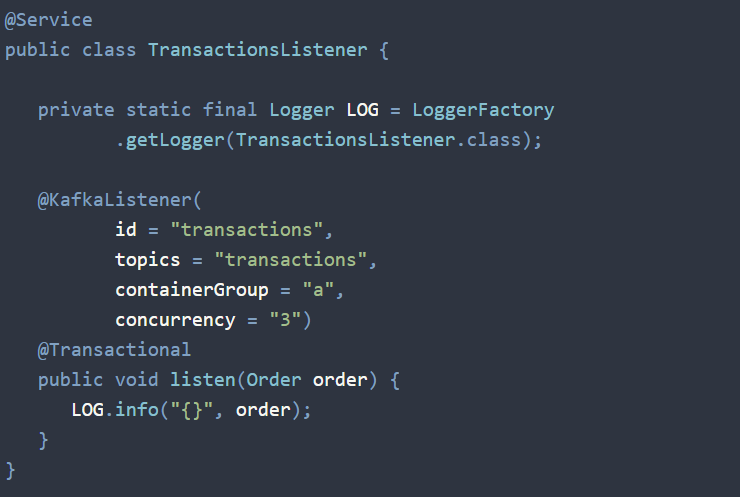 @Service
public class TransactionsListener {
private static final Logger LOG = LoggerFactory
.getLogger(TransactionsListener.class);
@KafkaListener(
id = "transactions",
topics = "transactions",
containerGroup = "a",
concurrency = "3")
@Transactional
public void listen(Order order) {
LOG.info("{}", order);
}
}